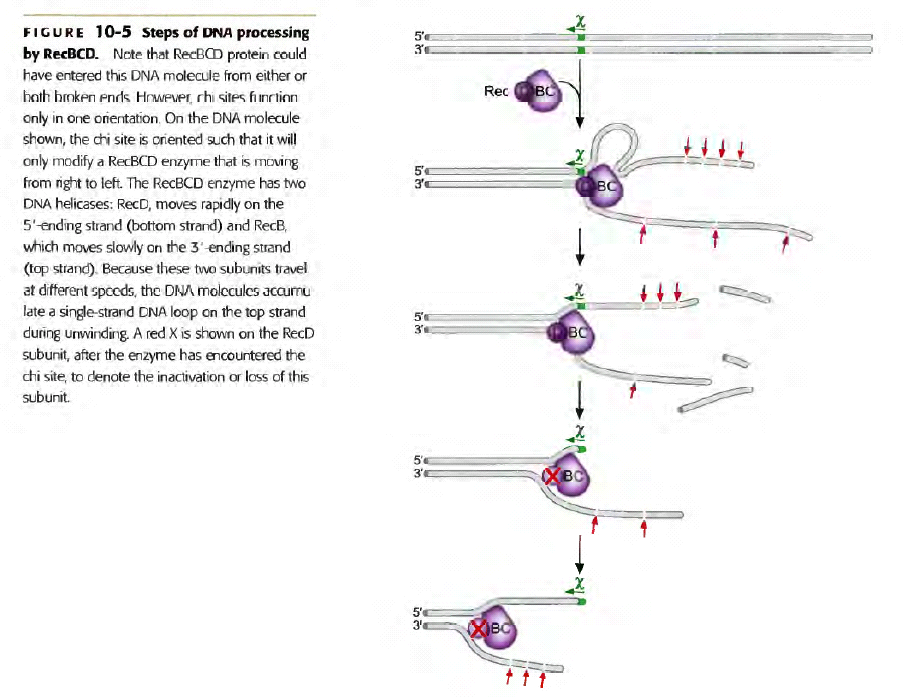 FIGURE 10-5 Steps of DNA processing
by RecBCD. Note that RecBCD protein could
have entered this DNA molecule from either or
both broken ends. However, chi sites function
only in one orientation. On the DNA molecule
shown, the chi site is oriented such that it will
only modify a RecBCD enzyme that is moving
from right to left. The RecBCD enzyme has two
DNA helicases: RecD, moves rapidly on the
5'-ending strand (bottom strand) and RecB,
which moves slowly on the 3'-ending strand
(top strand). Because these two subunits travel
at different speeds, the DNA molecules accumu
late a single-strand DNA loop on the top strand
during unwinding. A red X is shown on the RecD
subunit, after the enzyme has encountered the
chi site, to denote the inactivation or loss of this
subunit.
χ
5'
3'
Rec D BC
χ
5'
3'
BC
χ
5'
3'
BC
χ
5'
3'
X BC
χ
5'
3'
X BC